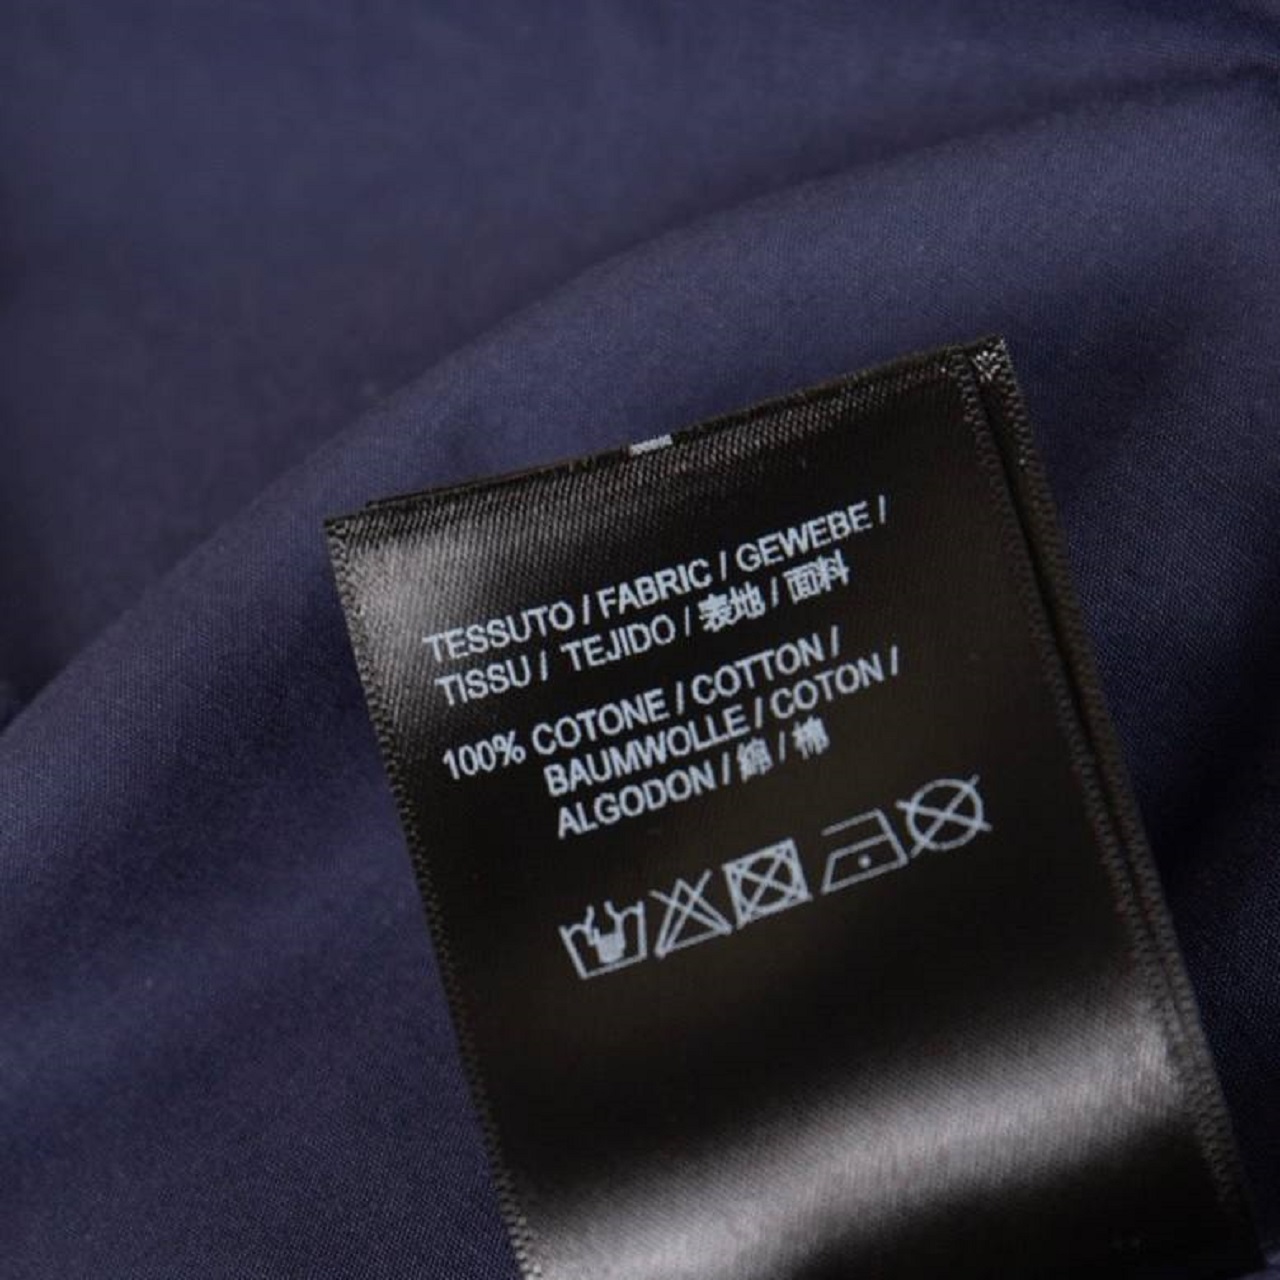 TESSUTO / FABRIC / GEWEBE /
TISSU / TEJIDO / 表地 / 面料
100% COTONE / COTTON /
BAUMWOLLE / COTON /
ALGODON / 綿 / 棉